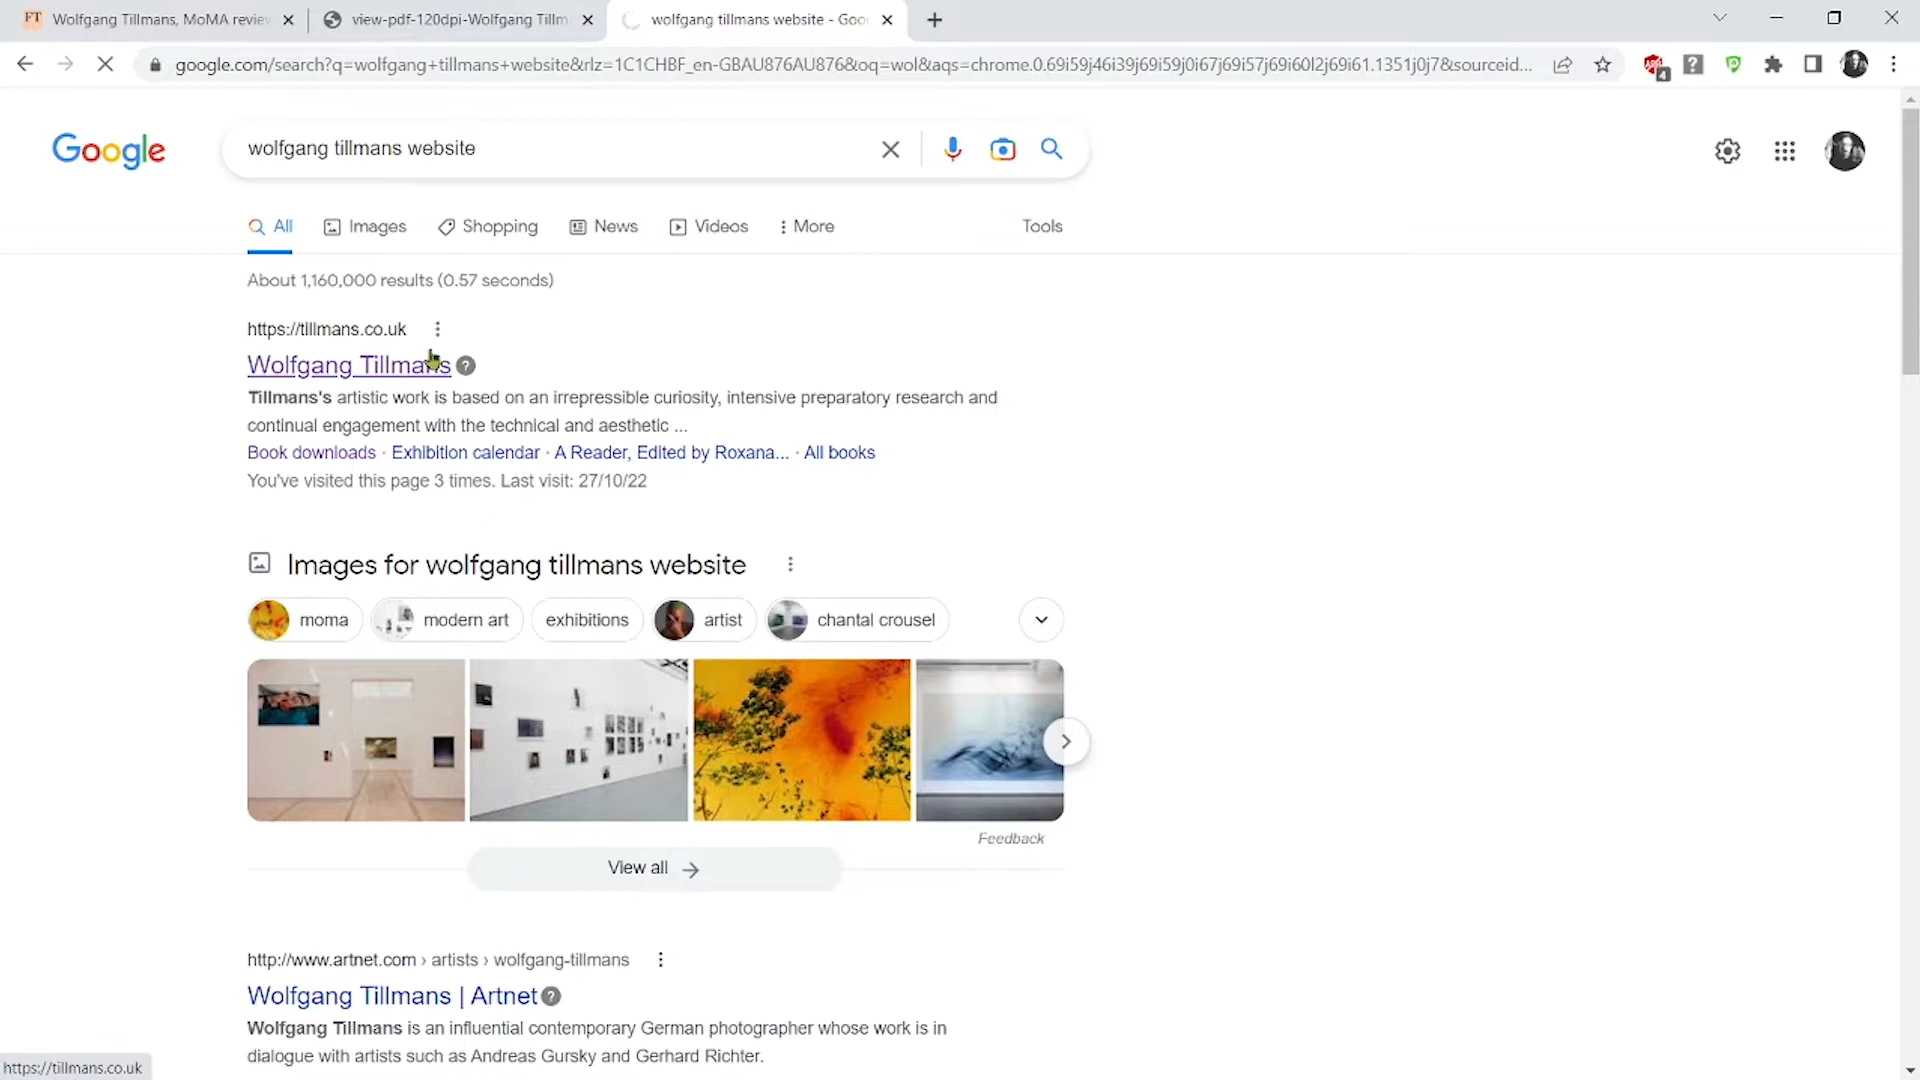 FT Wolfgang Tillmans, MoMA review
view-pdf-120dpi-Wolfgang Tillm
wolfgang tillmans website - Goo
google.com/search?q=wolfgang+tillmans+website&rlz=1C1CHBF_en-GBAU876AU876&oq=wol&aqs=chrome.0.69i59j46i39j69i59j0i67j69i57j69i60l2j69i61.1351j0j7&sourceid...
4
Google
wolfgang tillmans website
All Images Shopping News Videos More Tools
About 1,160,000 results (0.57 seconds)
https://tillmans.co.uk
Wolfgang Tillmans
Tillmans's artistic work is based on an irrepressible curiosity, intensive preparatory research and
continual engagement with the technical and aesthetic ...
Book downloads · Exhibition calendar · A Reader, Edited by Roxana... · All books
You've visited this page 3 times. Last visit: 27/10/22
Images for wolfgang tillmans website
moma modern art exhibitions artist chantal crousel
Feedback
View all
http://www.artnet.com › artists › wolfgang-tillmans
Wolfgang Tillmans | Artnet
Wolfgang Tillmans is an influential contemporary German photographer whose work is in
dialogue with artists such as Andreas Gursky and Gerhard Richter.
https://tillmans.co.uk